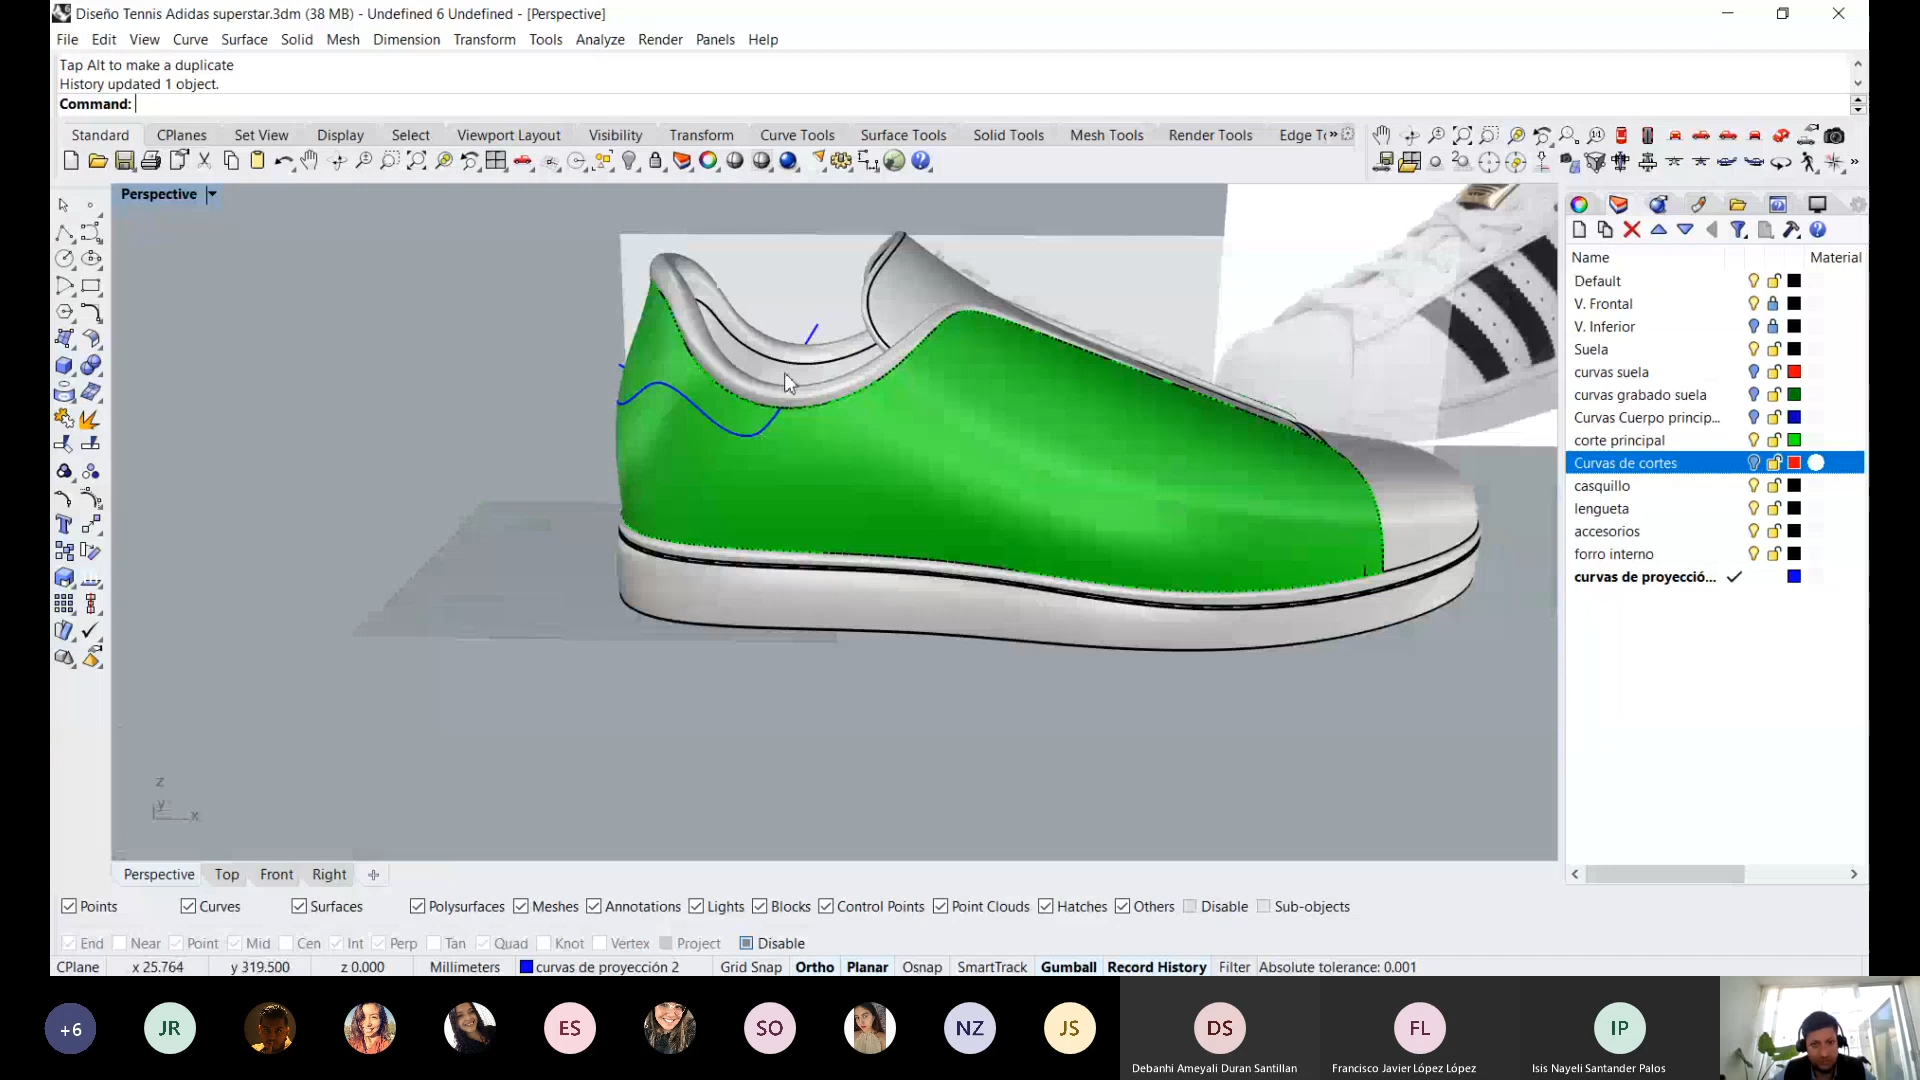 Diseño Tennis Adidas superstar.3dm (38 MB) - Undefined 6 Undefined - [Perspective]
File Edit View Curve Surface Solid Mesh Dimension Transform Tools Analyze Render Panels Help
Tap Alt to make a duplicate
History updated 1 object.
Command:
Standard CPlanes Set View Display Select Viewport Layout Visibility Transform Curve Tools Surface Tools Solid Tools Mesh Tools Render Tools Edge To
Perspective
Name Material
Default
V. Frontal
V. Inferior
Suela
curvas suela
curvas grabado suela
Curvas Cuerpo princip...
corte principal
Curvas de cortes
casquillo
lengueta
accesorios
forro interno
curvas de proyecció...
z
y
x
Perspective Top Front Right
Points Curves Surfaces Polysurfaces Meshes Annotations Lights Blocks Control Points Point Clouds Hatches Others Disable Sub-objects
End Near Point Mid Cen Int Perp Tan Quad Knot Vertex Project Disable
CPlane x 25.764 y 319.500 z 0.000 Millimeters curvas de proyección 2 Grid Snap Ortho Planar Osnap SmartTrack Gumball Record History Filter Absolute tolerance: 0.001
+6 JR ES SO NZ JS DS FL IP
Debanhi Ameyali Duran Santillan Francisco Javier López López Isis Nayeli Santander Palos